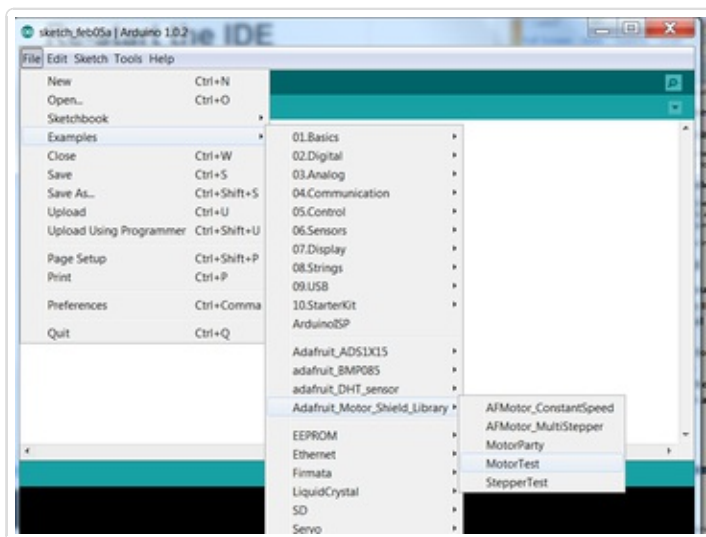 Re-start the IDE
sketch_feb05a | Arduino 1.0.2
File Edit Sketch Tools Help
New Ctrl+N
Open... Ctrl+O
Sketchbook
Examples
Close Ctrl+W
Save Ctrl+S
Save As... Ctrl+Shift+S
Upload Ctrl+U
Upload Using Programmer Ctrl+Shift+U
Page Setup Ctrl+Shift+P
Print Ctrl+P
Preferences Ctrl+Comma
Quit Ctrl+Q
01.Basics
02.Digital
03.Analog
04.Communication
05.Control
06.Sensors
07.Display
08.Strings
09.USB
10.StarterKit
ArduinoISP
Adafruit_ADS1X15
adafruit_BMP085
adafruit_DHT_sensor
Adafruit_Motor_Shield_Library
EEPROM
Ethernet
Firmata
LiquidCrystal
SD
Servo
AFMotor_ConstantSpeed
AFMotor_MultiStepper
MotorParty
MotorTest
StepperTest